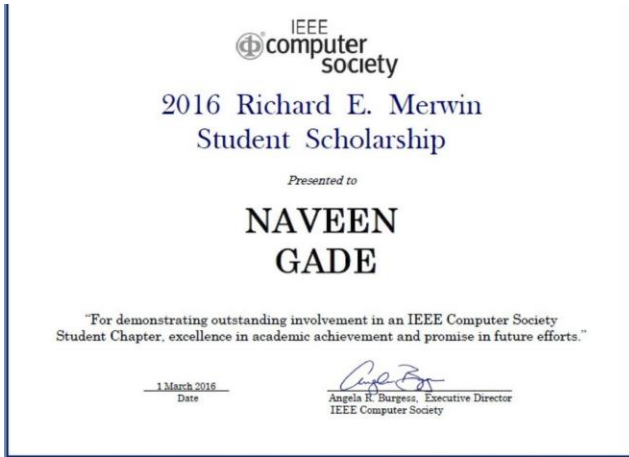 IEEE
computer
society
2016 Richard E. Merwin
Student Scholarship
Presented to
NAVEEN
GADE
"For demonstrating outstanding involvement in an IEEE Computer Society
Student Chapter, excellence in academic achievement and promise in future efforts."
1 March 2016
Date
Angela R. Burgess, Executive Director
IEEE Computer Society